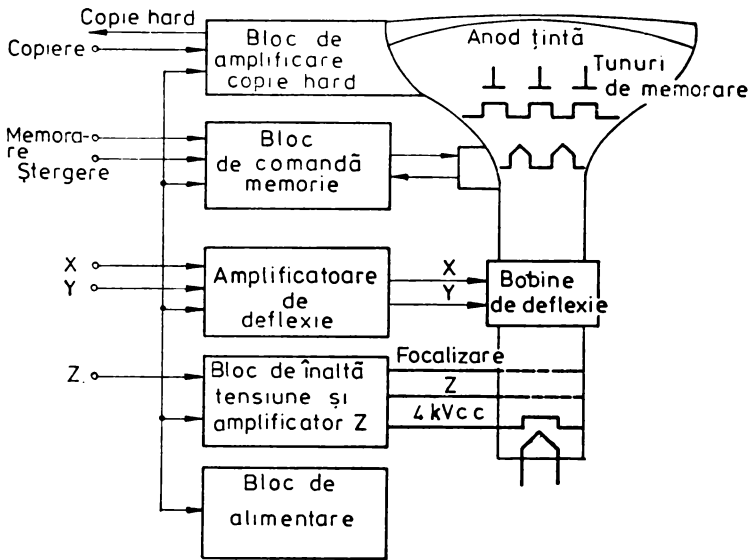 Copie hard
Copiere
Bloc de
amplificare
copie hard
Anod țintă
Tunuri
de memorare
Memora-
re
Ștergere
Bloc
de comandă
memorie
X
Y
Amplificatoare
de
deflexie
X
Y
Bobine
de deflexie
Z.
Bloc de înaltă
tensiune și
amplificator Z
Focalizare
Z
4 kVcc
Bloc de
alimentare